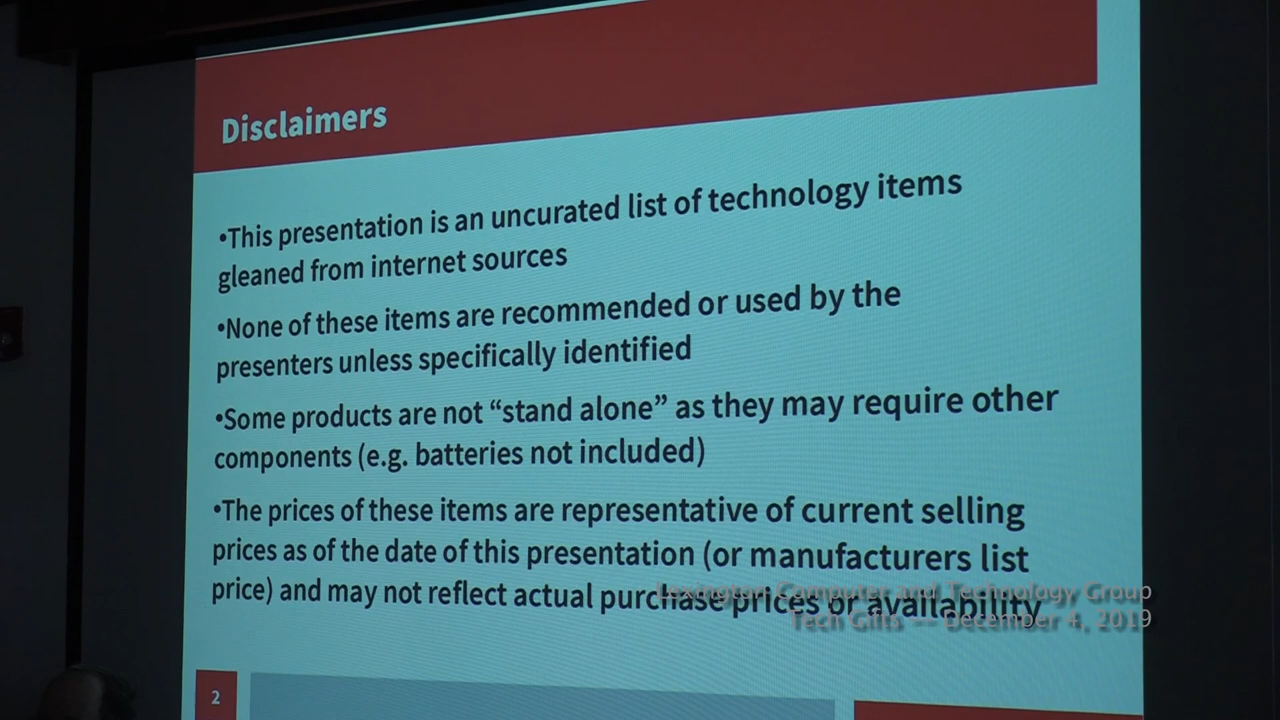 Disclaimers
•This presentation is an uncurated list of technology items
gleaned from internet sources
•None of these items are recommended or used by the
presenters unless specifically identified
•Some products are not “stand alone” as they may require other
components (e.g. batteries not included)
•The prices of these items are representative of current selling
prices as of the date of this presentation (or manufacturers list
price) and may not reflect actual purchase prices or availability
Lexington Computer and Technology Group
Tech Gifts -- December 4, 2019
2